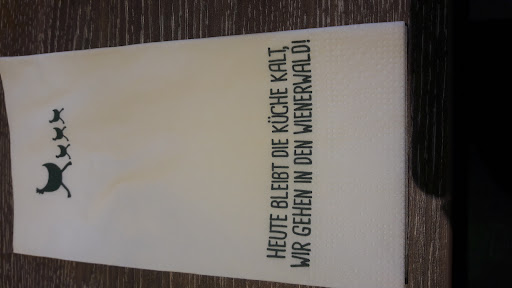 HEUTE BLEIBT DIE KÜCHE KALT,
WIR GEHEN IN DEN WIENERWALD!